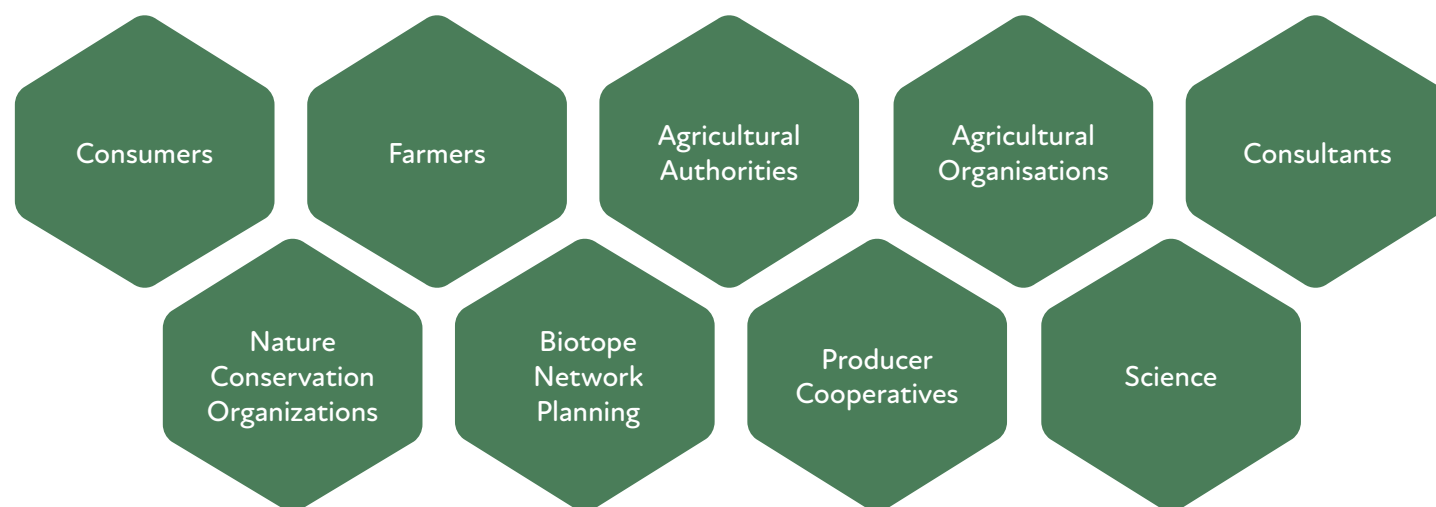 Consumers
Farmers
Agricultural
Authorities
Agricultural
Organisations
Consultants
Nature
Conservation
Organizations
Biotope
Network
Planning
Producer
Cooperatives
Science